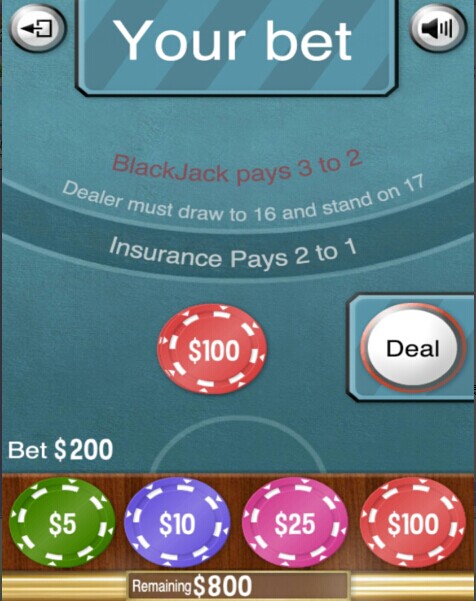 Your bet
BlackJack pays 3 to 2
Dealer must draw to 16 and stand on 17
Insurance Pays 2 to 1
$100
Deal
Bet $200
$5
$10
$25
$100
Remaining $800